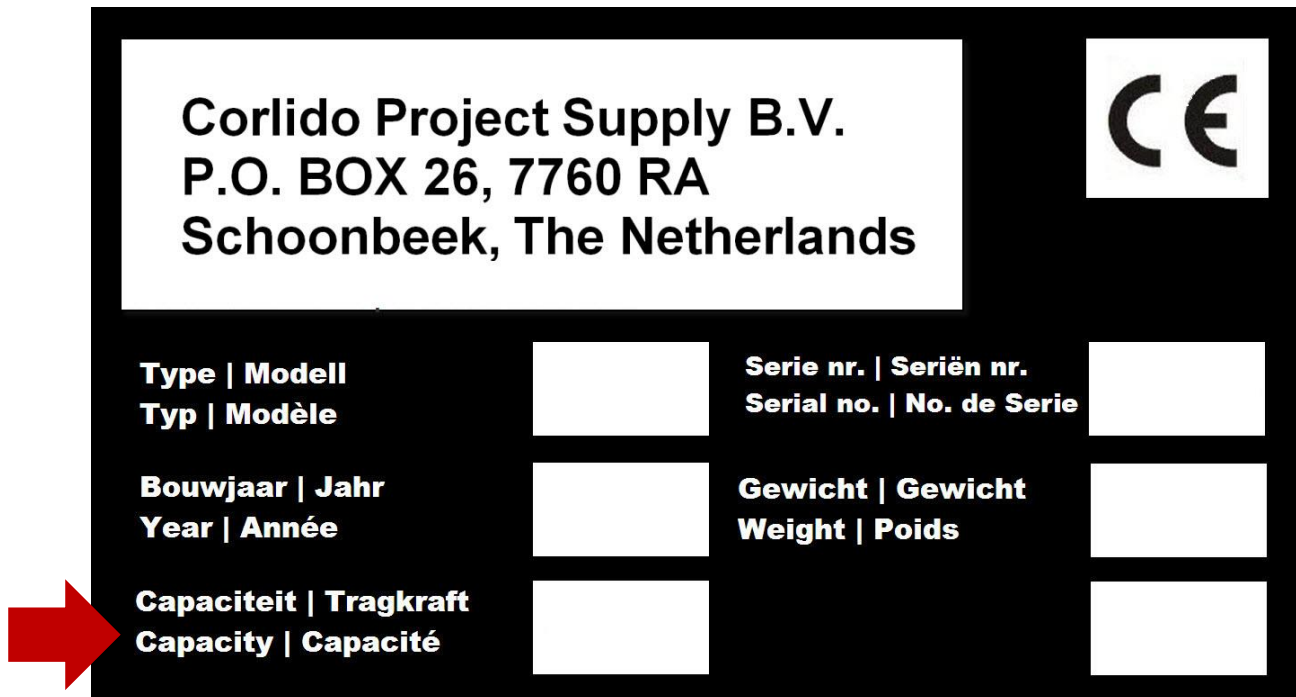 Corlido Project Supply B.V.
P.O. BOX 26, 7760 RA
Schoonbeek, The Netherlands
CE
Type | Modell
Typ | Modèle
Serie nr. | Seriën nr.
Serial no. | No. de Serie
Bouwjaar | Jahr
Year | Année
Gewicht | Gewicht
Weight | Poids
Capaciteit | Tragkraft
Capacity | Capacité